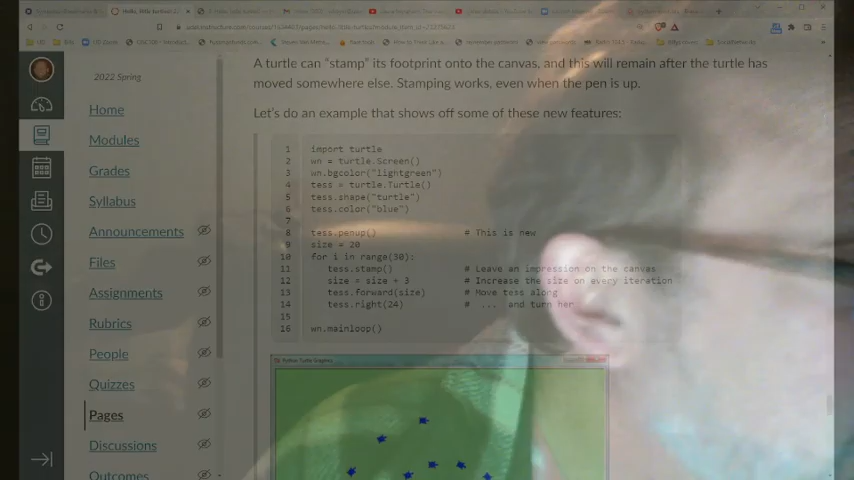 2022 Spring
Home
Modules
Grades
Syllabus
Announcements
Files
Assignments
Rubrics
People
Quizzes
Pages
Discussions
Outcomes
A turtle can “stamp” its footprint onto the canvas, and this will remain after the turtle has
moved somewhere else. Stamping works, even when the pen is up.
Let’s do an example that shows off some of these new features:
1 import turtle
2 wn = turtle.Screen()
3 wn.bgcolor("lightgreen")
4 tess = turtle.Turtle()
5 tess.shape("turtle")
6 tess.color("blue")
7
8 tess.penup() # This is new
9 size = 20
10 for i in range(30):
11 tess.stamp() # Leave an impression on the canvas
12 size = size + 3 # Increase the size on every iteration
13 tess.forward(size) # Move tess along
14 tess.right(24) # ... and turn her
15
16 wn.mainloop()